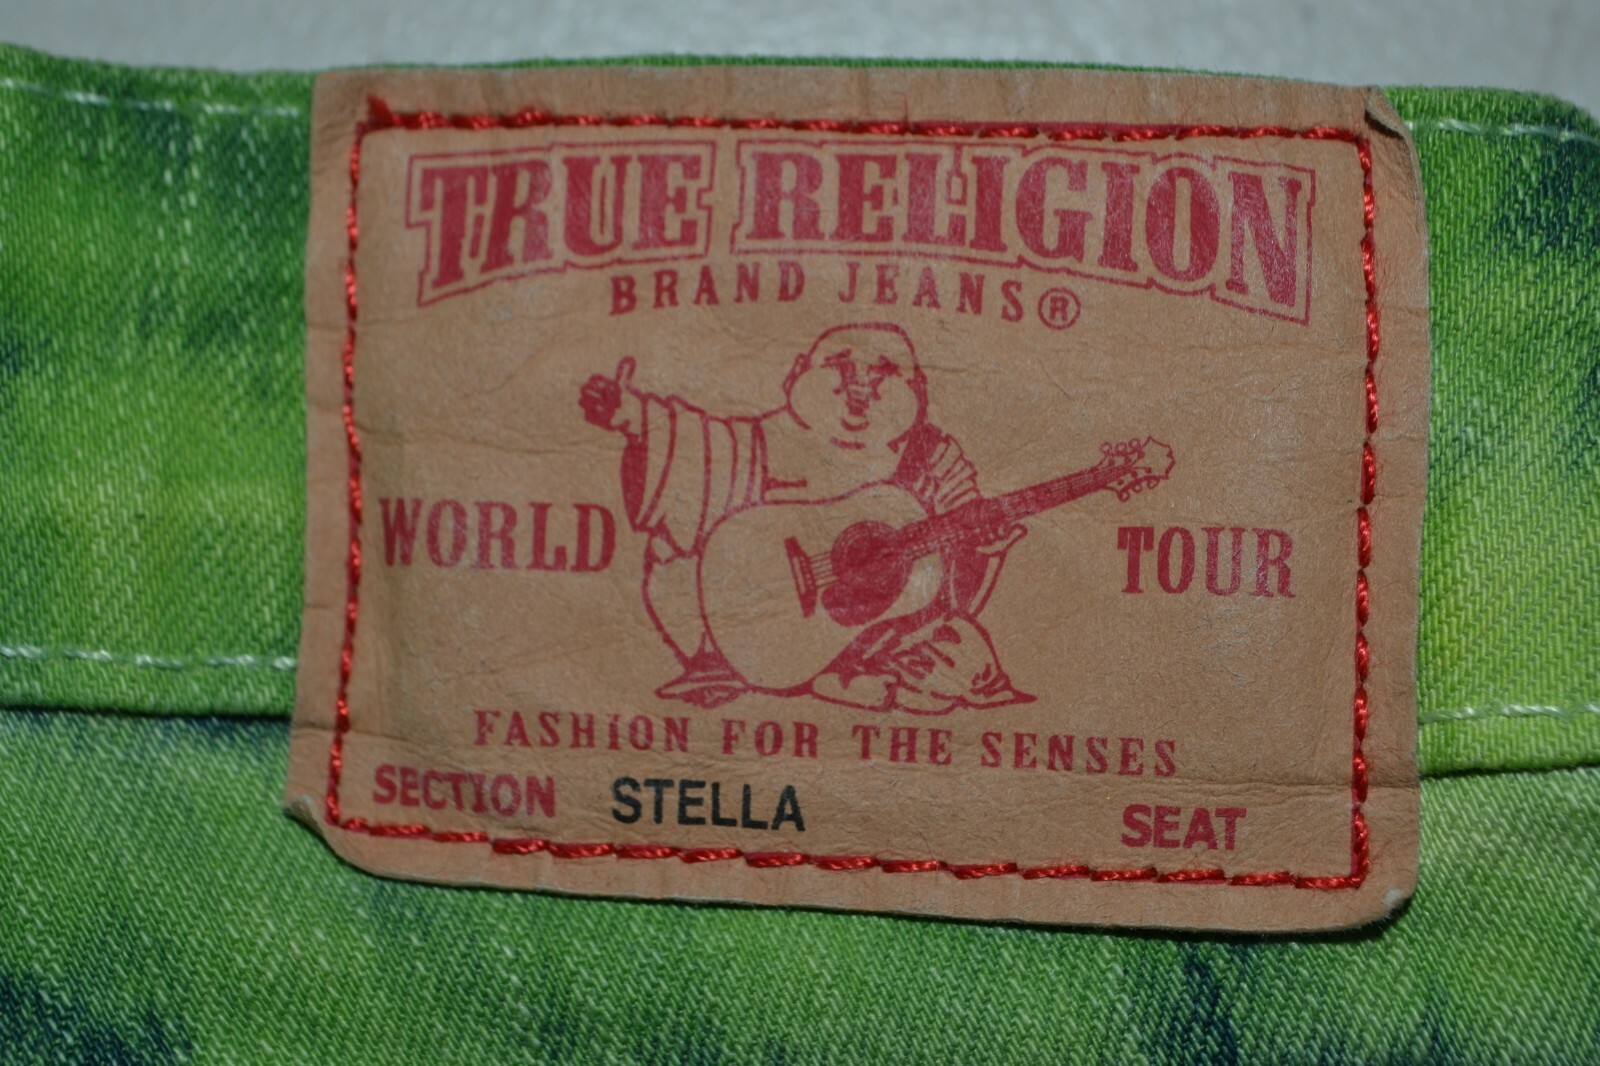 TRUE RELIGION
BRAND JEANS®
WORLD TOUR
FASHION FOR THE SENSES
SECTION STELLA SEAT